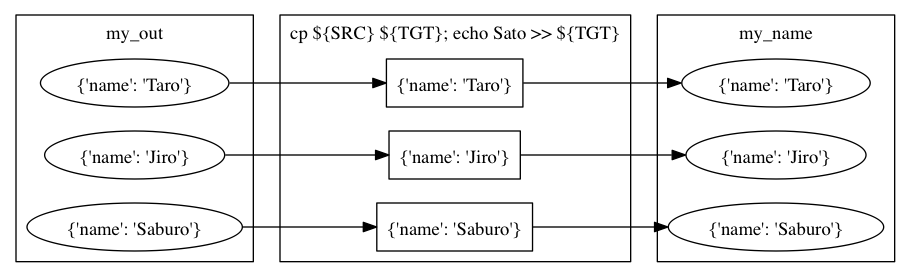 my_out
{'name': 'Taro'}
{'name': 'Jiro'}
{'name': 'Saburo'}
cp ${SRC} ${TGT}; echo Sato >> ${TGT}
{'name': 'Taro'}
{'name': 'Jiro'}
{'name': 'Saburo'}
my_name
{'name': 'Taro'}
{'name': 'Jiro'}
{'name': 'Saburo'}